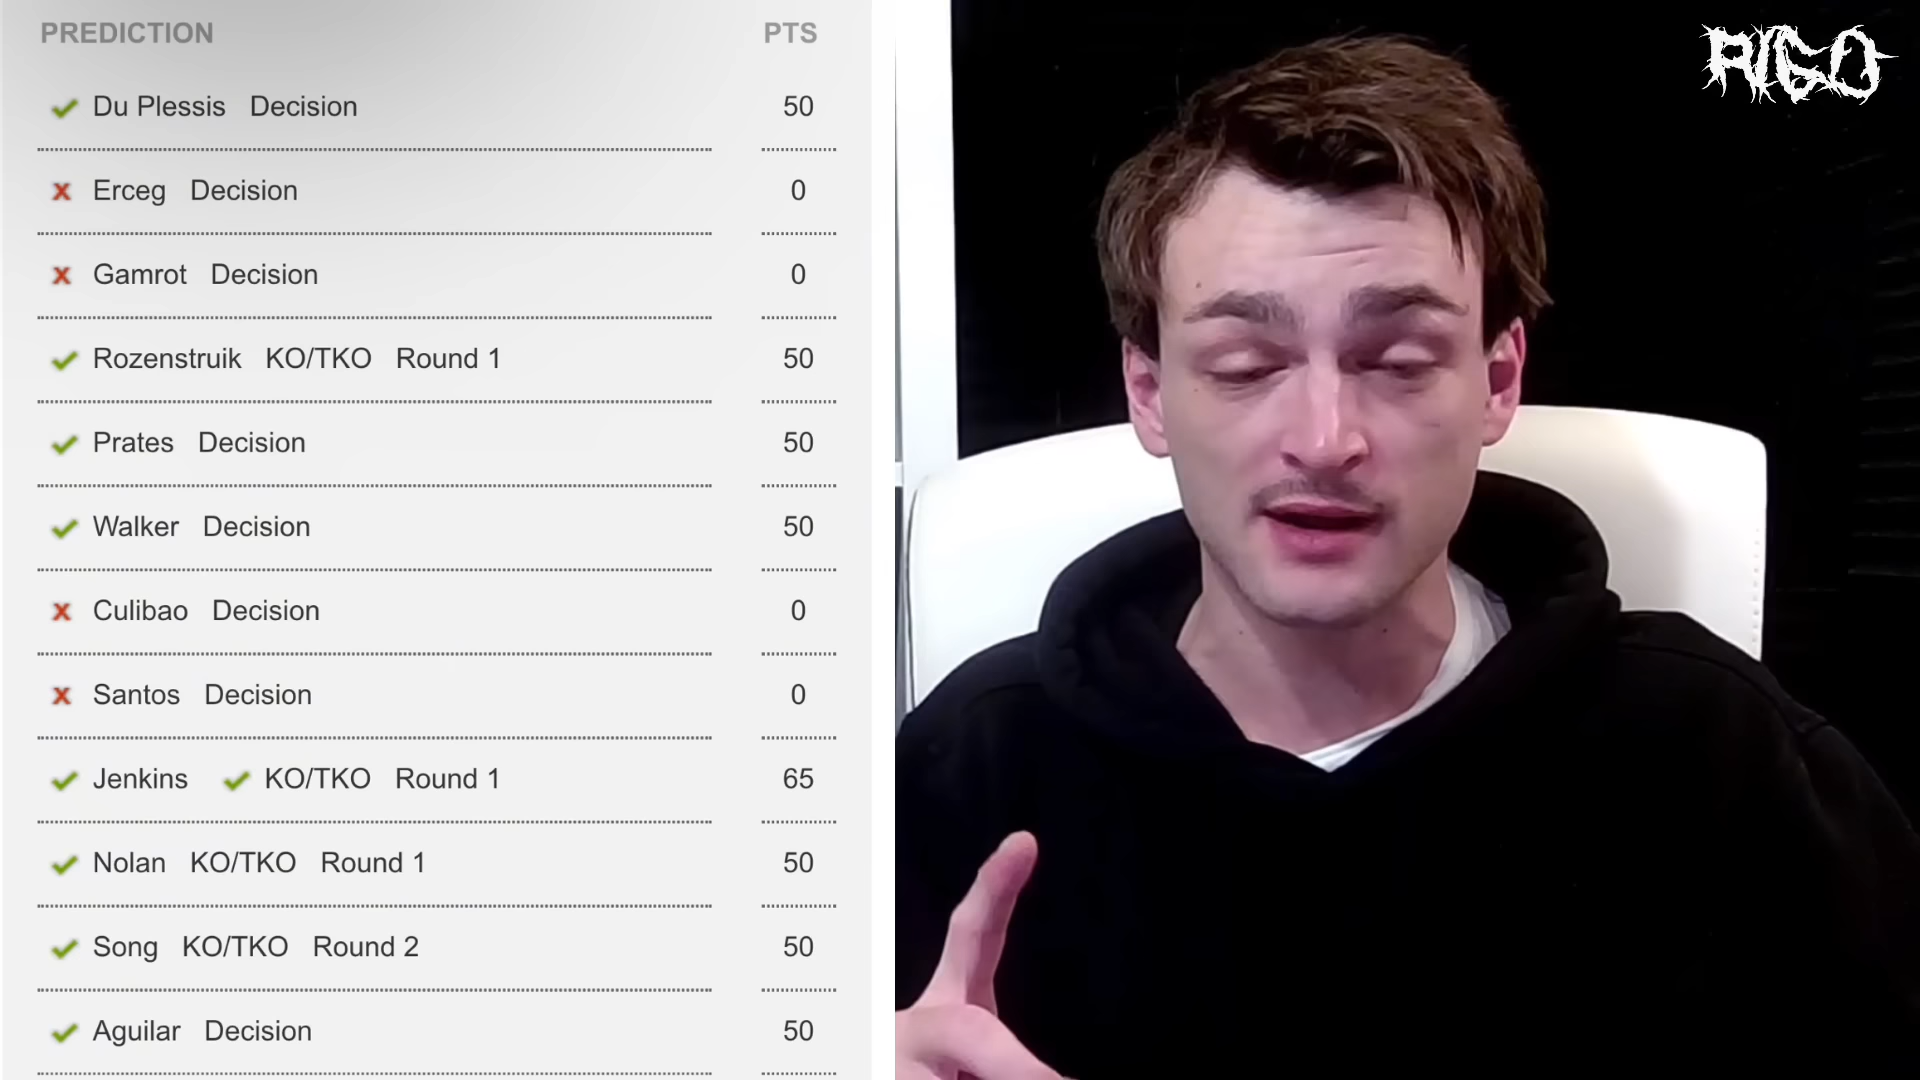 PREDICTION PTS
Du Plessis Decision 50
Erceg Decision 0
Gamrot Decision 0
Rozenstruik KO/TKO Round 1 50
Prates Decision 50
Walker Decision 50
Culibao Decision 0
Santos Decision 0
Jenkins KO/TKO Round 1 65
Nolan KO/TKO Round 1 50
Song KO/TKO Round 2 50
Aguilar Decision 50
RIGO